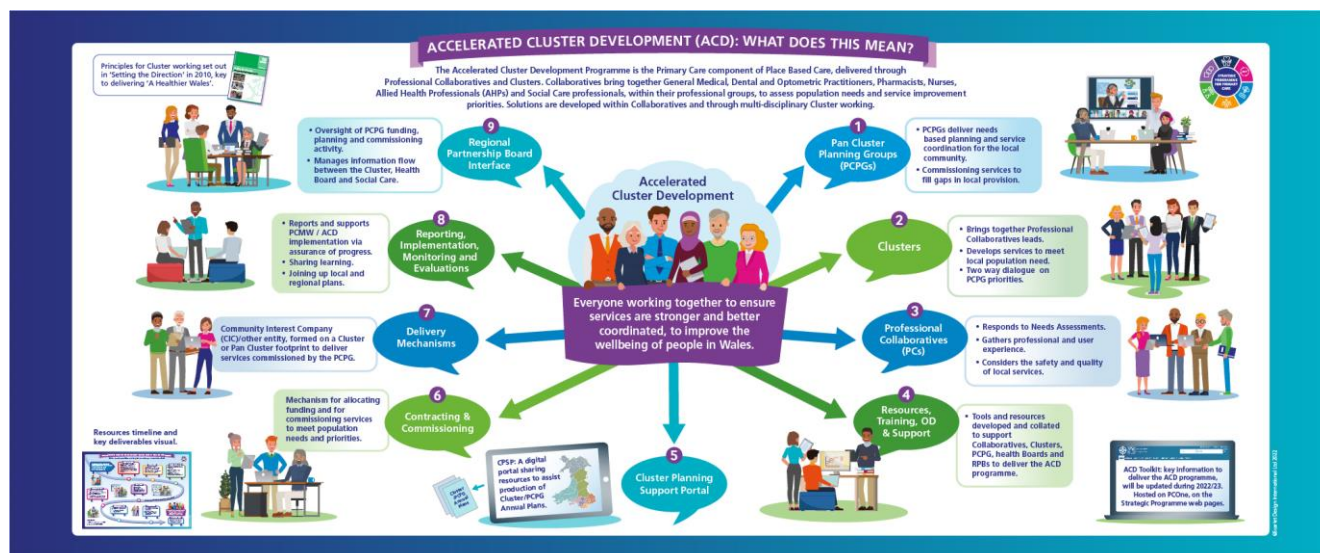 ACCELERATED CLUSTER DEVELOPMENT (ACD): WHAT DOES THIS MEAN?
The Accelerated Cluster Development Programme is the Primary Care component of Place Based Care, delivered through
Professional Collaboratives and Clusters. Collaboratives bring together General Medical, Dental and Optometric Practitioners, Pharmacists, Nurses,
Allied Health Professionals (AHPs) and Social Care professionals, within their professional groups, to assess population needs and service improvement
priorities. Solutions are developed within Collaboratives and through multi-disciplinary Cluster working.
Principles for Cluster working set out
in 'Setting the Direction' in 2010, key
to delivering 'A Healthier Wales'.
STRATEGIC
PROGRAMME
FOR PRIMARY
CARE
Accelerated
Cluster Development
Everyone working together to ensure
services are stronger and better
coordinated, to improve the
wellbeing of people in Wales.
1
Pan Cluster
Planning Groups
(PCPGs)
• PCPGs deliver needs
based planning and service
coordination for the local
community.
• Commissioning services to
fill gaps in local provision.
2
Clusters
• Brings together Professional
Collaboratives leads.
• Develops services to meet
local population need.
• Two way dialogue on
PCPG priorities.
3
Professional
Collaboratives
(PCs)
• Responds to Needs Assessments.
• Gathers professional and user
experience.
• Considers the safety and quality
of local services.
4
Resources,
Training, OD
& Support
• Tools and resources
developed and collated
to support
Collaboratives, Clusters,
PCPG, health Boards and
RPBs to deliver the ACD
programme.
5
Cluster Planning
Support Portal
CPSP: A digital
portal sharing
resources to assist
production of
Cluster/PCPG
Annual Plans.
Cluster
/PCPG
Annual
Plans
6
Contracting &
Commissioning
Mechanism for allocating
funding and for
commissioning services
to meet population
needs and priorities.
7
Delivery
Mechanisms
Community Interest Company
(CIC)/other entity, formed on a Cluster
or Pan Cluster footprint to deliver
services commissioned by the PCPG.
8
Reporting,
Implementation,
Monitoring and
Evaluations
• Reports and supports
PCMW / ACD
implementation via
assurance of progress.
• Sharing learning.
• Joining up local and
regional plans.
9
Regional
Partnership Board
Interface
• Oversight of PCPG funding,
planning and commissioning
activity.
• Manages information flow
between the Cluster, Health
Board and Social Care.
Resources timeline and
key deliverables visual.
ACD Toolkit: key information to
deliver the ACD programme,
will be updated during 2022/23.
Hosted on PCOne, on the
Strategic Programme web pages.